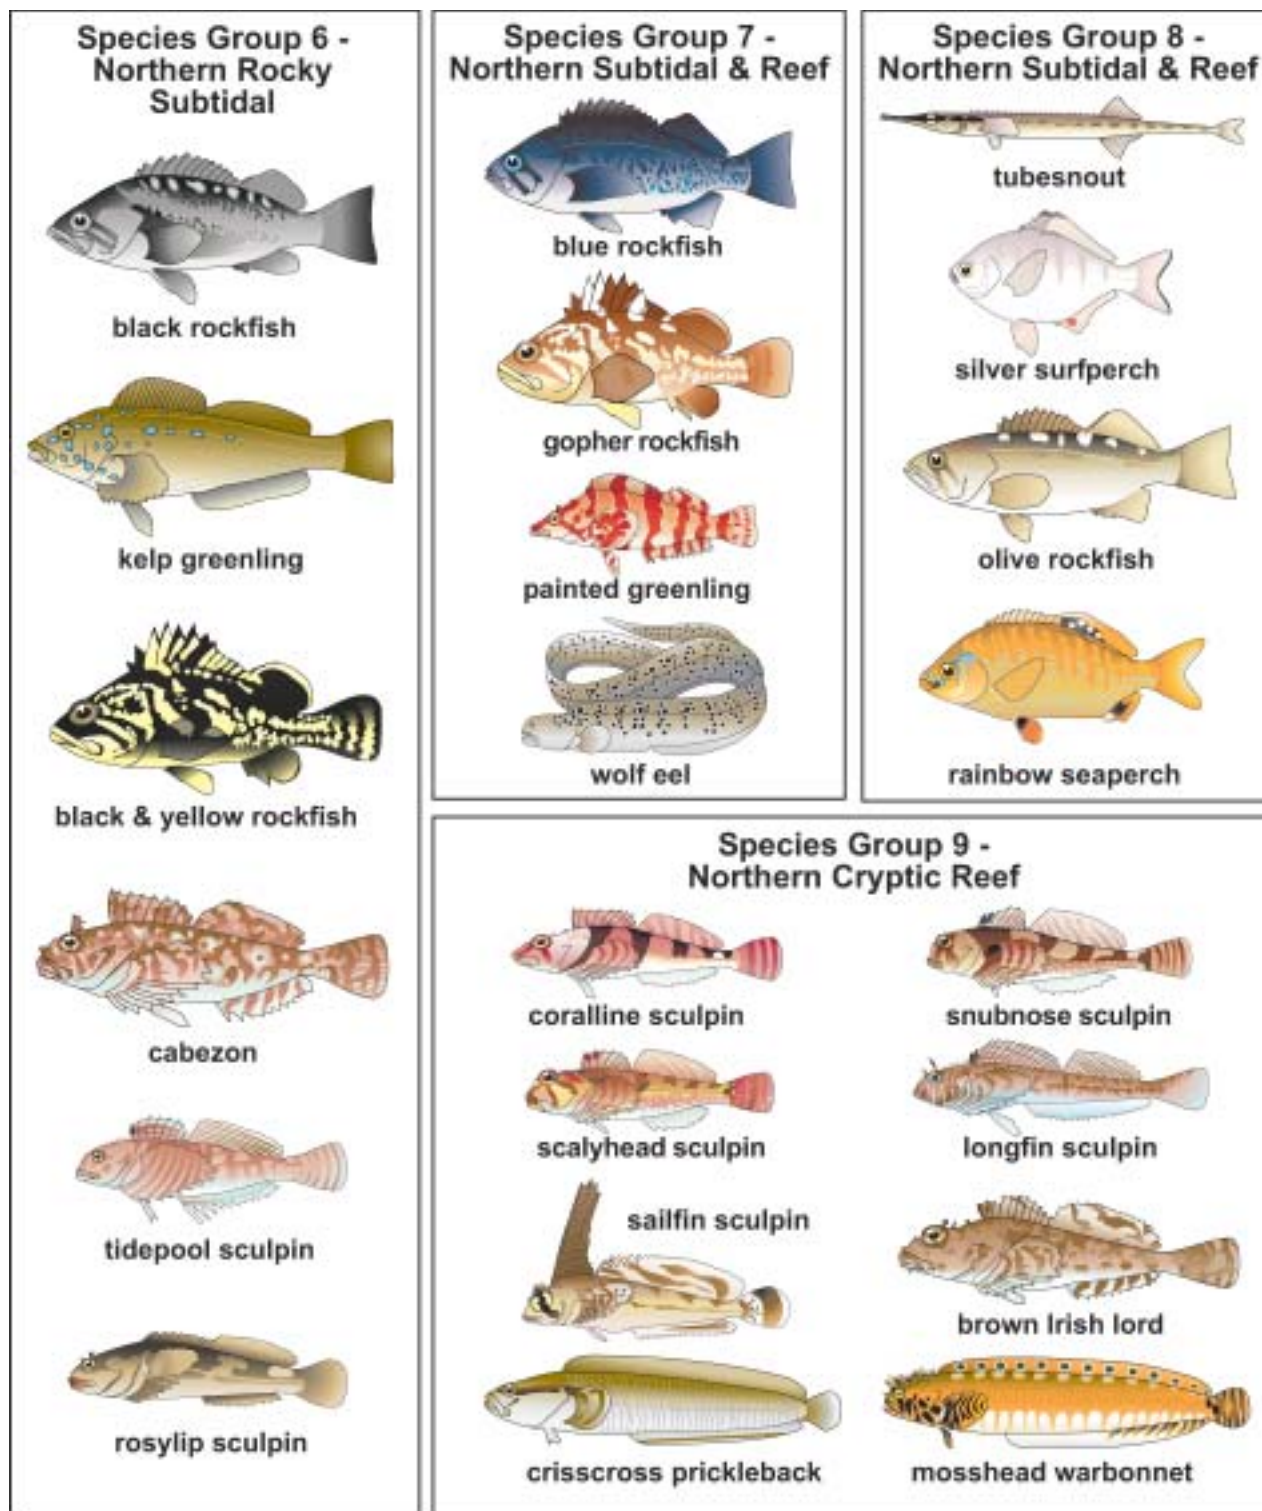 Species Group 6 -
Northern Rocky
Subtidal
black rockfish
kelp greenling
black & yellow rockfish
cabezon
tidepool sculpin
rosylip sculpin
Species Group 7 -
Northern Subtidal & Reef
blue rockfish
gopher rockfish
painted greenling
wolf eel
Species Group 8 -
Northern Subtidal & Reef
tubesnout
silver surfperch
olive rockfish
rainbow seaperch
Species Group 9 -
Northern Cryptic Reef
coralline sculpin
snubnose sculpin
scalyhead sculpin
longfin sculpin
sailfin sculpin
brown Irish lord
crisscross prickleback
mosshead warbonnet